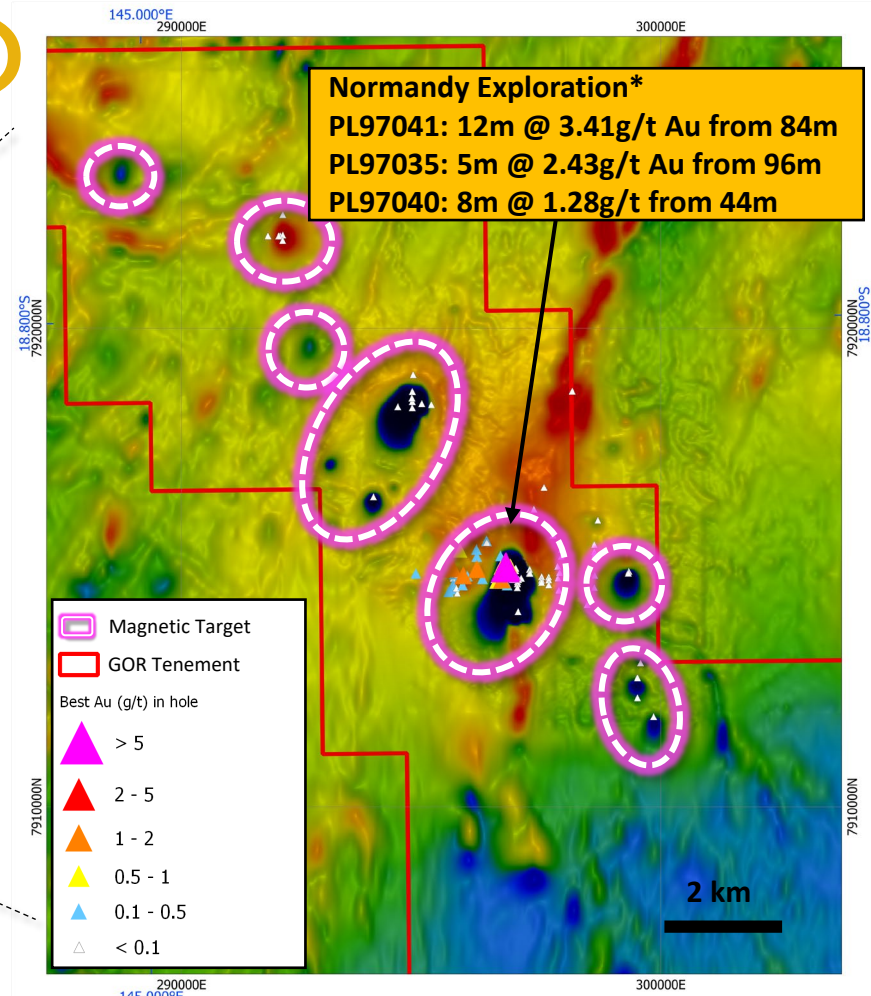 145.000°E
290000E
300000E
Normandy Exploration*
PL97041: 12m @ 3.41g/t Au from 84m
PL97035: 5m @ 2.43g/t Au from 96m
PL97040: 8m @ 1.28g/t from 44m
18.800°S
7920000N
7920000N
18.800°S
Magnetic Target
GOR Tenement
Best Au (g/t) in hole
> 5
2 - 5
1 - 2
0.5 - 1
0.1 - 0.5
< 0.1
7910000N
7910000N
2 km
290000E
300000E
145.000°E